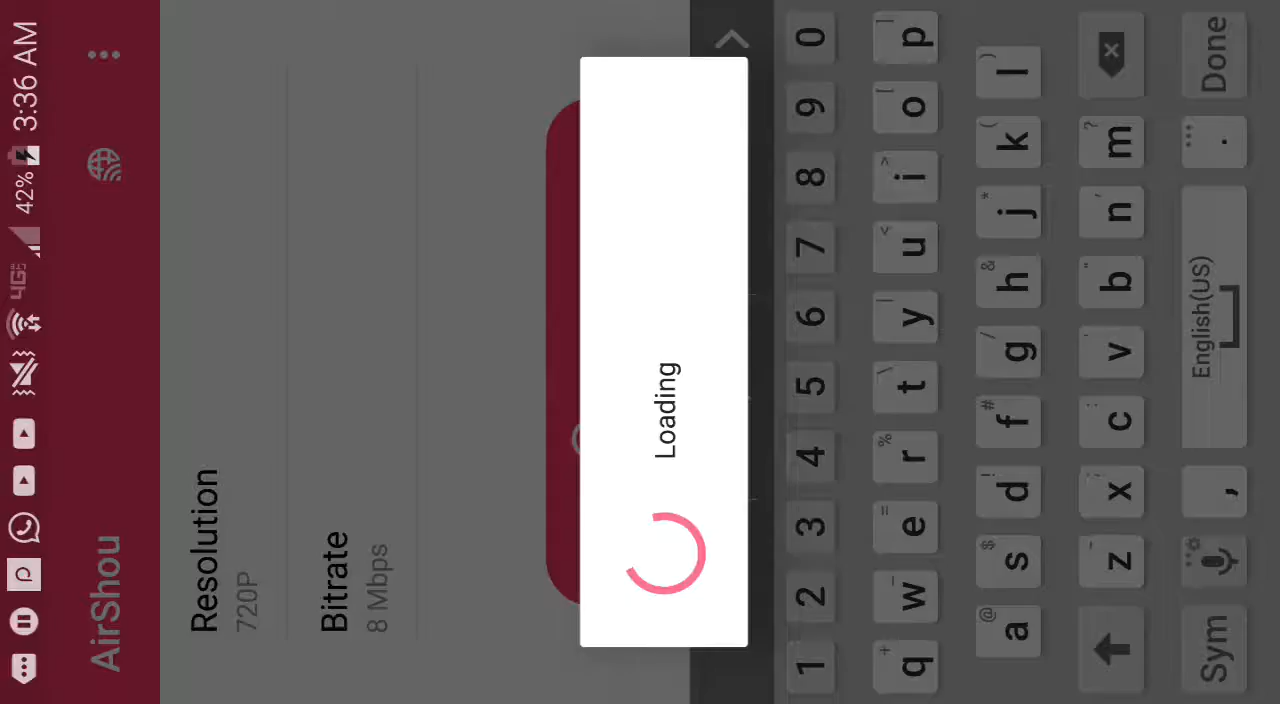 42% 3:36 AM
AirShou
Resolution
720P
Bitrate
8 Mbps
Loading
1 2 3 4 5 6 7 8 9 0
q w e r t y u i o p
a s d f g h j k l
z x c v b n m
Sym , English(US) . Done